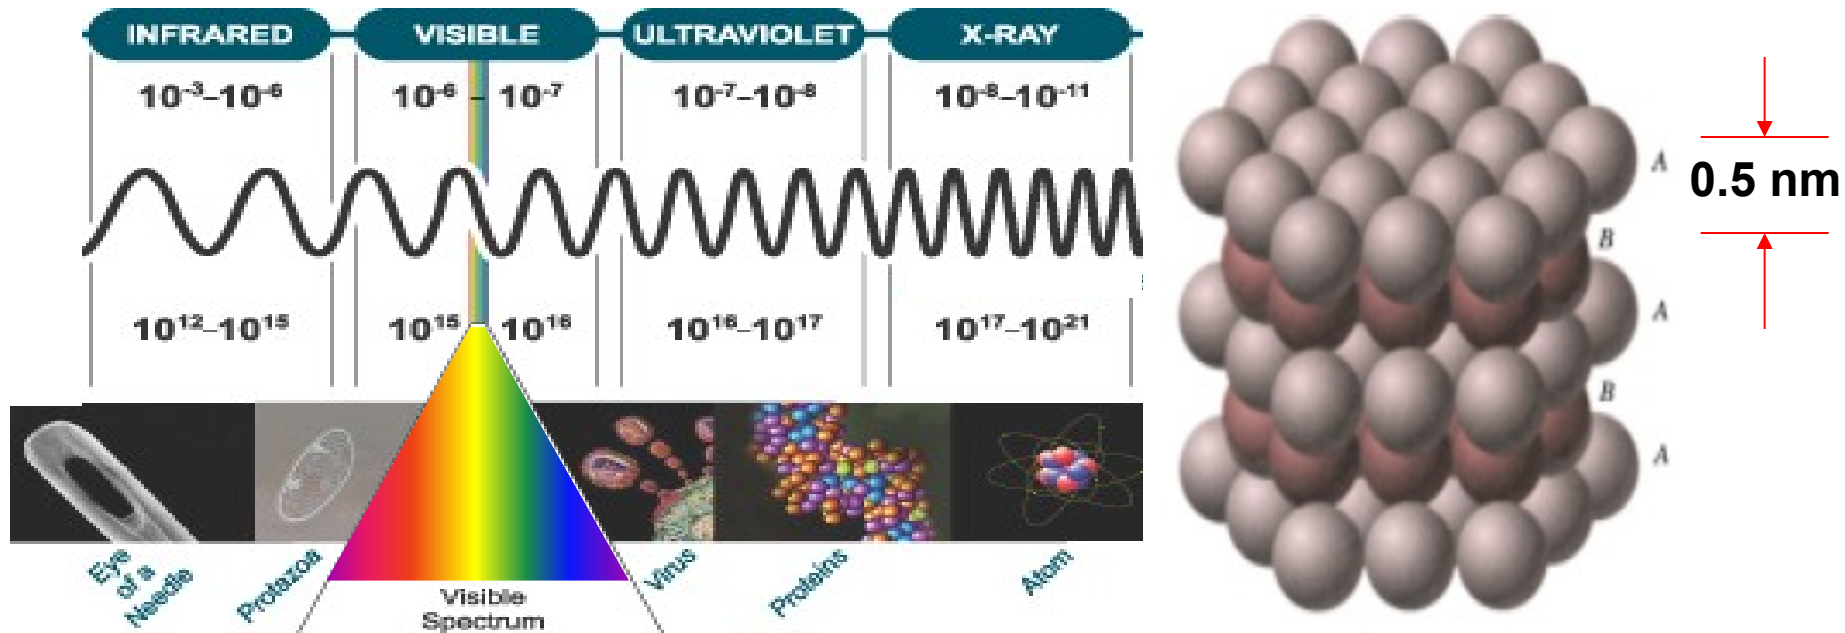 INFRARED VISIBLE ULTRAVIOLET X-RAY
10⁻³–10⁻⁶ 10⁻⁶ – 10⁻⁷ 10⁻⁷–10⁻⁸ 10⁻⁸–10⁻¹¹
10¹²–10¹⁵ 10¹⁵ 10¹⁶ 10¹⁶–10¹⁷ 10¹⁷–10²¹
Eye
of a
Needle
Protozoa
Virus
Proteins
Atom
Visible
Spectrum
A
B
A
B
A
0.5 nm